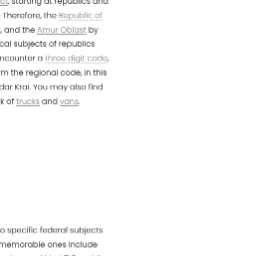 ct, starting at republics and
. Therefore, the Republic of
, and the Amur Oblast by
cal subjects of republics
ncounter a three-digit code,
m the regional code, in this
dar Krai. You may also find
k of trucks and vans.
o specific federal subjects
memorable ones include